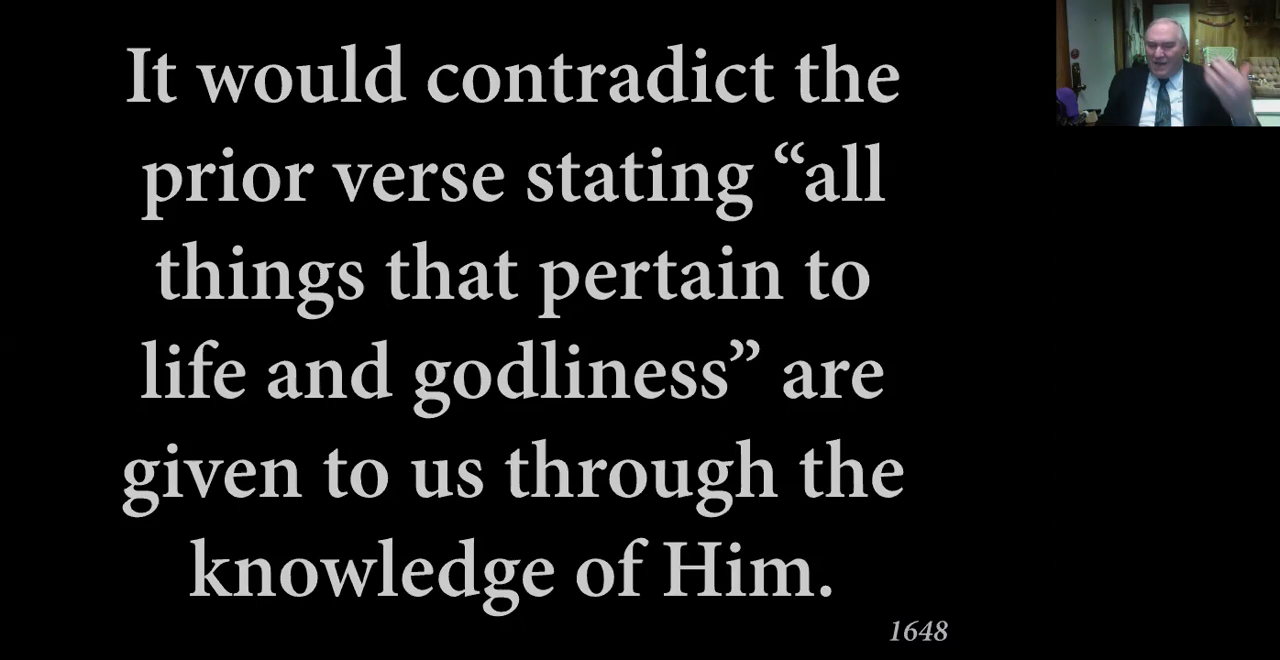 It would contradict the
prior verse stating “all
things that pertain to
life and godliness” are
given to us through the
knowledge of Him.
1648